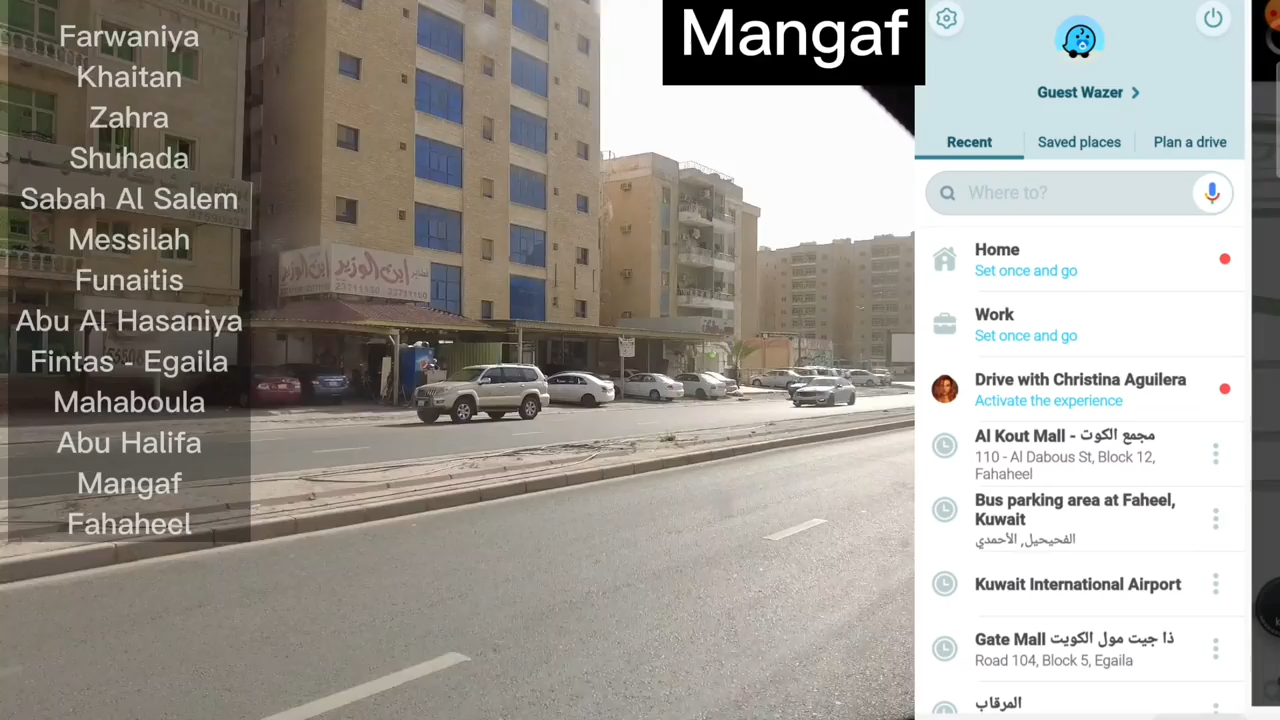 Farwaniya
Khaitan
Zahra
Shuhada
Sabah Al Salem
Messilah
Funaitis
Abu Al Hasaniya
Fintas - Egaila
Mahaboula
Abu Halifa
Mangaf
Fahaheel
ابن الوزير
23711160
Mangaf
Guest Wazer
Recent
Saved places
Plan a drive
Where to?
Home
Set once and go
Work
Set once and go
Drive with Christina Aguilera
Activate the experience
Al Kout Mall - مجمع الكوت
110 - Al Dabous St, Block 12,
Fahaheel
Bus parking area at Faheel,
Kuwait
الفحيحيل, الأحمدي
Kuwait International Airport
Gate Mall ذا جيت مول الكويت
Road 104, Block 5, Egaila
المرقاب